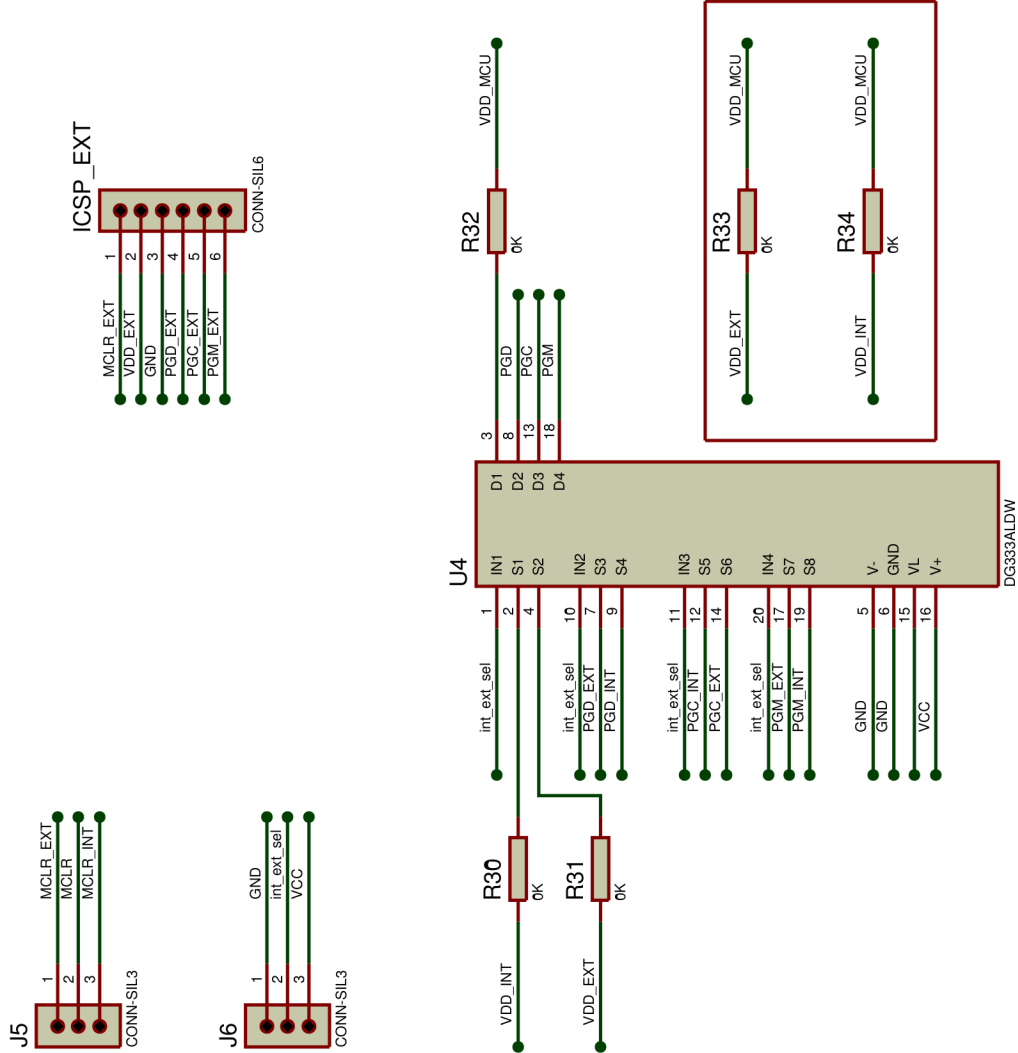 ICSP_EXT
CONN-SIL6
1
2
3
4
5
6
MCLR_EXT
VDD_EXT
GND
PGD_EXT
PGC_EXT
PGM_EXT
VDD_MCU
R32
0K
VDD_MCU
R33
0K
VDD_EXT
VDD_MCU
R34
0K
VDD_INT
PGD
PGC
PGM
3
8
13
18
D1
D2
D3
D4
U4
DG333ALDW
IN1
S1
S2
IN2
S3
S4
IN3
S5
S6
IN4
S7
S8
V-
GND
VL
V+
1
2
4
10
7
9
11
12
14
20
17
19
5
6
15
16
int_ext_sel
int_ext_sel
PGD_EXT
PGD_INT
int_ext_sel
PGC_INT
PGC_EXT
int_ext_sel
PGM_EXT
PGM_INT
GND
GND
VCC
R30
0K
VDD_INT
R31
0K
VDD_EXT
J5
CONN-SIL3
1
2
3
MCLR_EXT
MCLR
MCLR_INT
J6
CONN-SIL3
1
2
3
GND
int_ext_sel
VCC